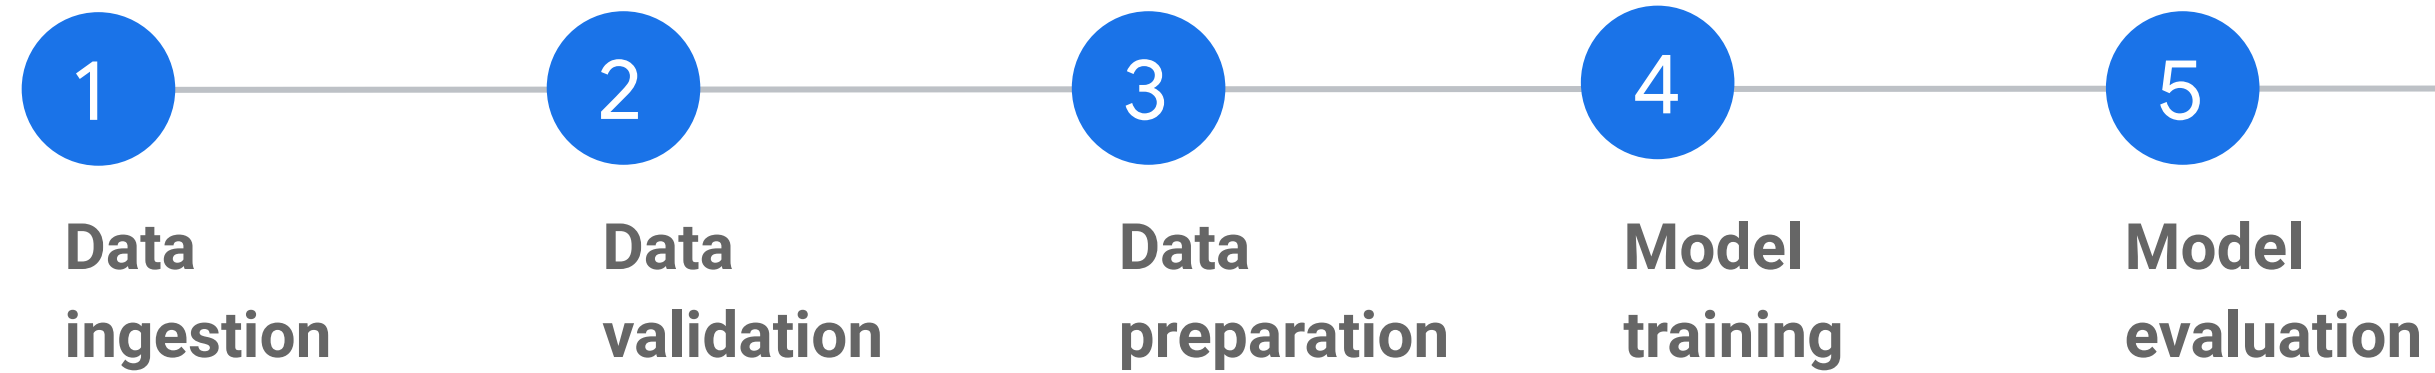 1
2
3
4
5
Data
ingestion
Data
validation
Data
preparation
Model
training
Model
evaluation